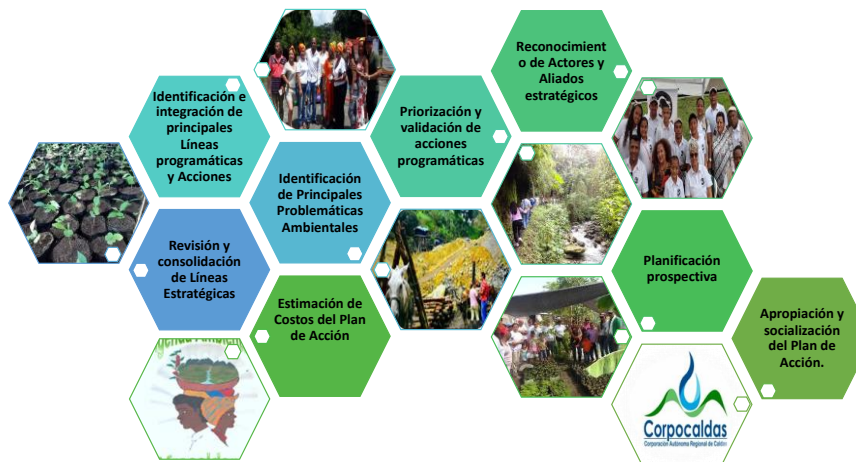 Identificación e
integración de
principales
Líneas
programáticas
y Acciones
Priorización y
validación de
acciones
programáticas
Reconocimient
o de Actores y
Aliados
estratégicos
Identificación
de Principales
Problemáticas
Ambientales
Revisión y
consolidación
de Líneas
Estratégicas
Estimación de
Costos del Plan
de Acción
Planificación
prospectiva
Apropiación y
socialización
del Plan de
Acción.
Corpocaldas
Corporación Autónoma Regional de Caldas